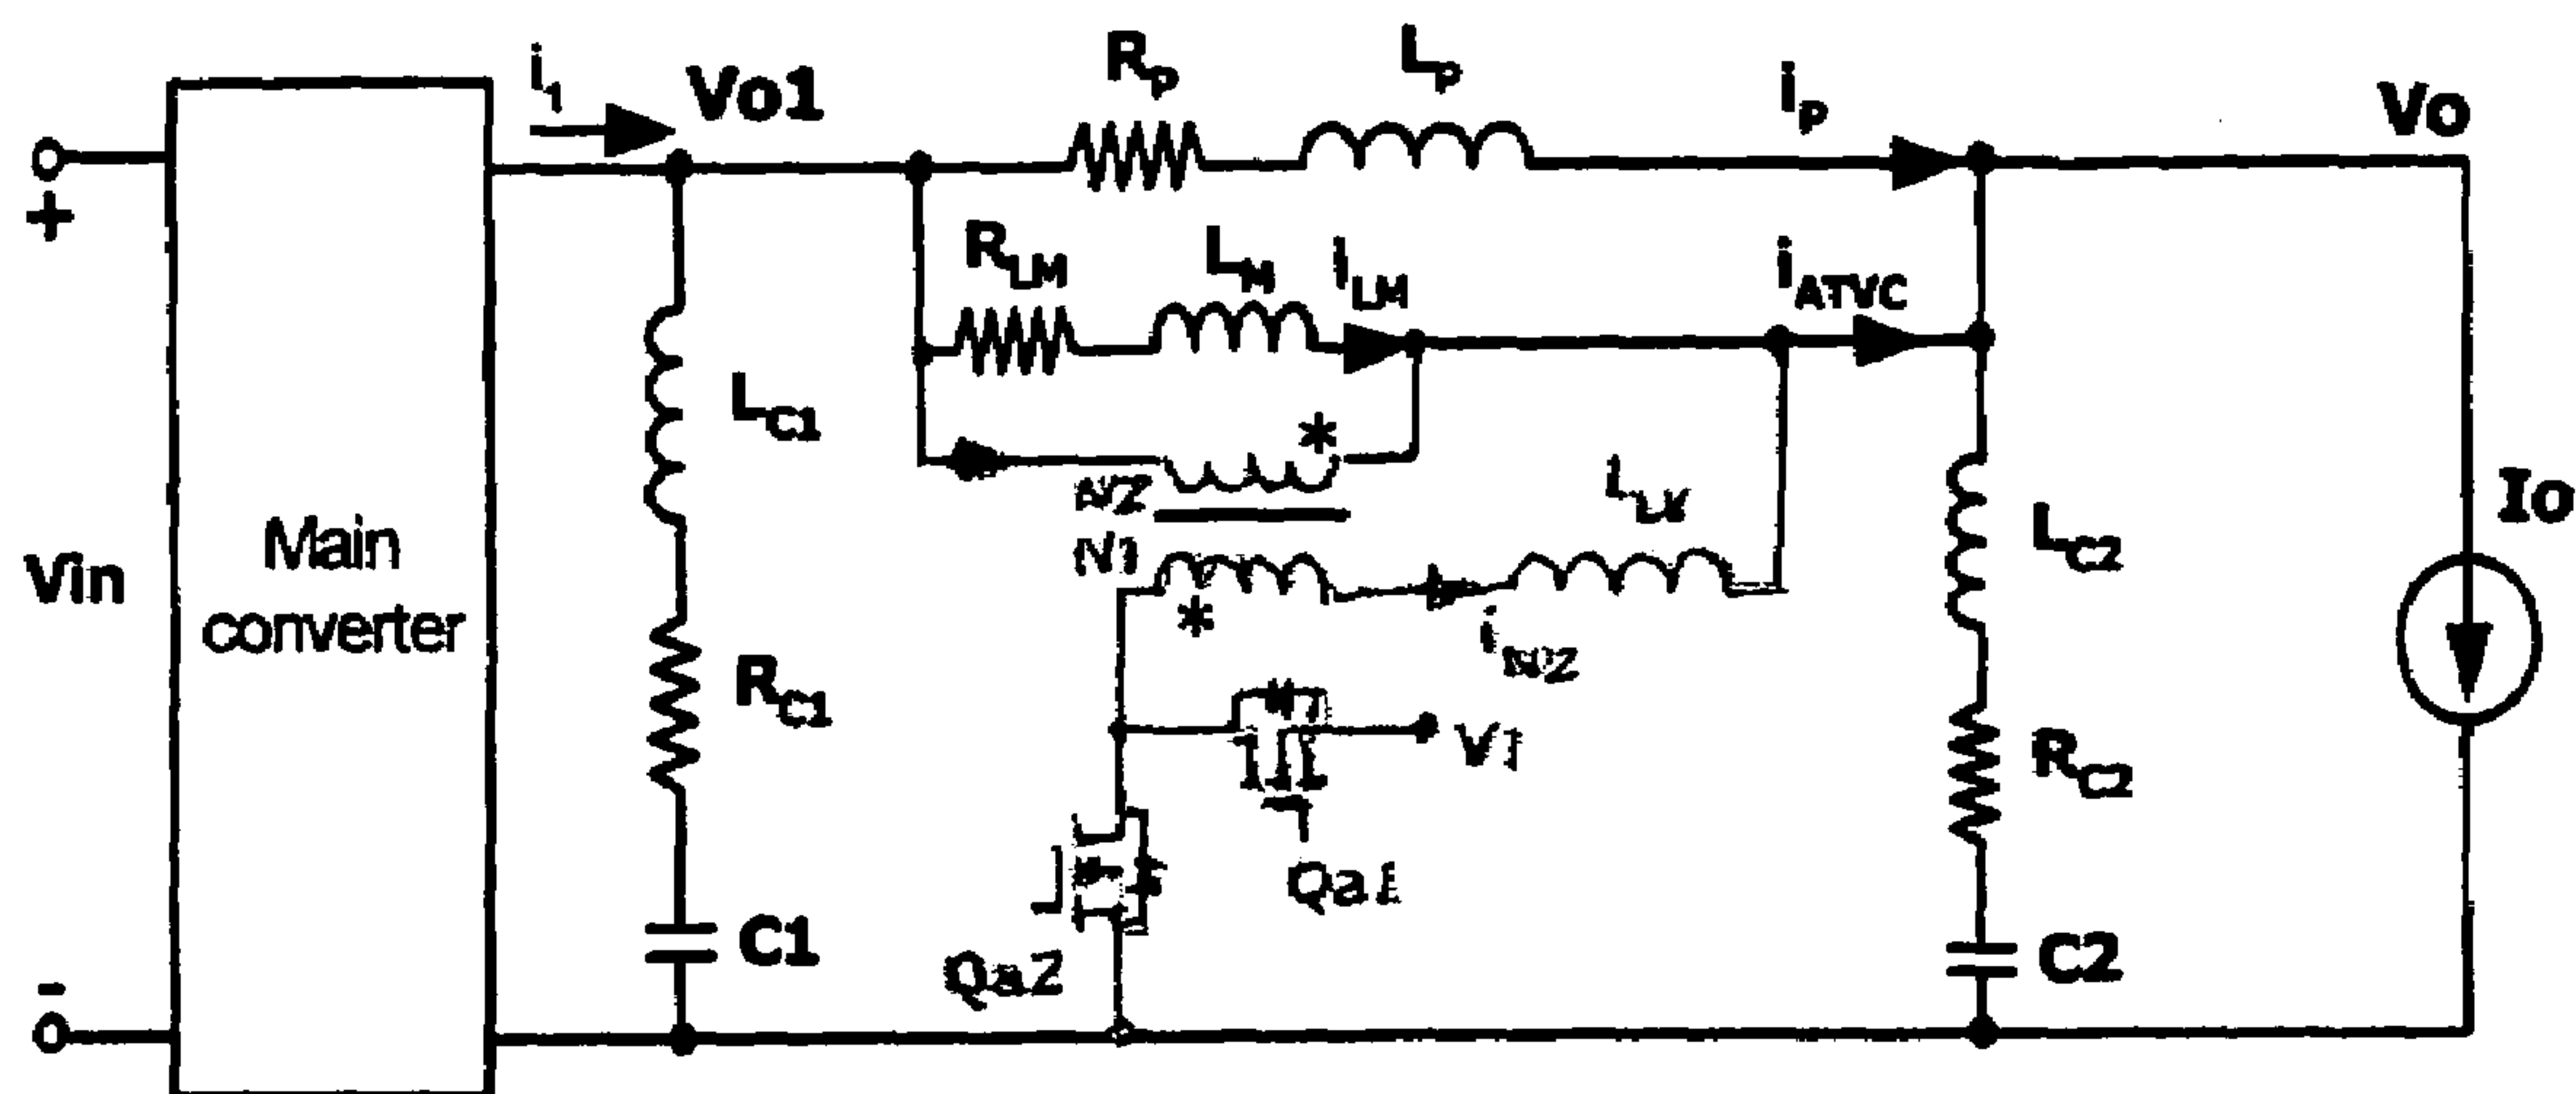 i1
Vo1
Rp
Lp
ip
Vo
+
RLM
LM
iLM
iATVC
LC1
*
N2
N1
LLK
*
Vin
Main
converter
LC2
Io
RC1
V1
RC2
Qa1
C1
Qa2
C2
-